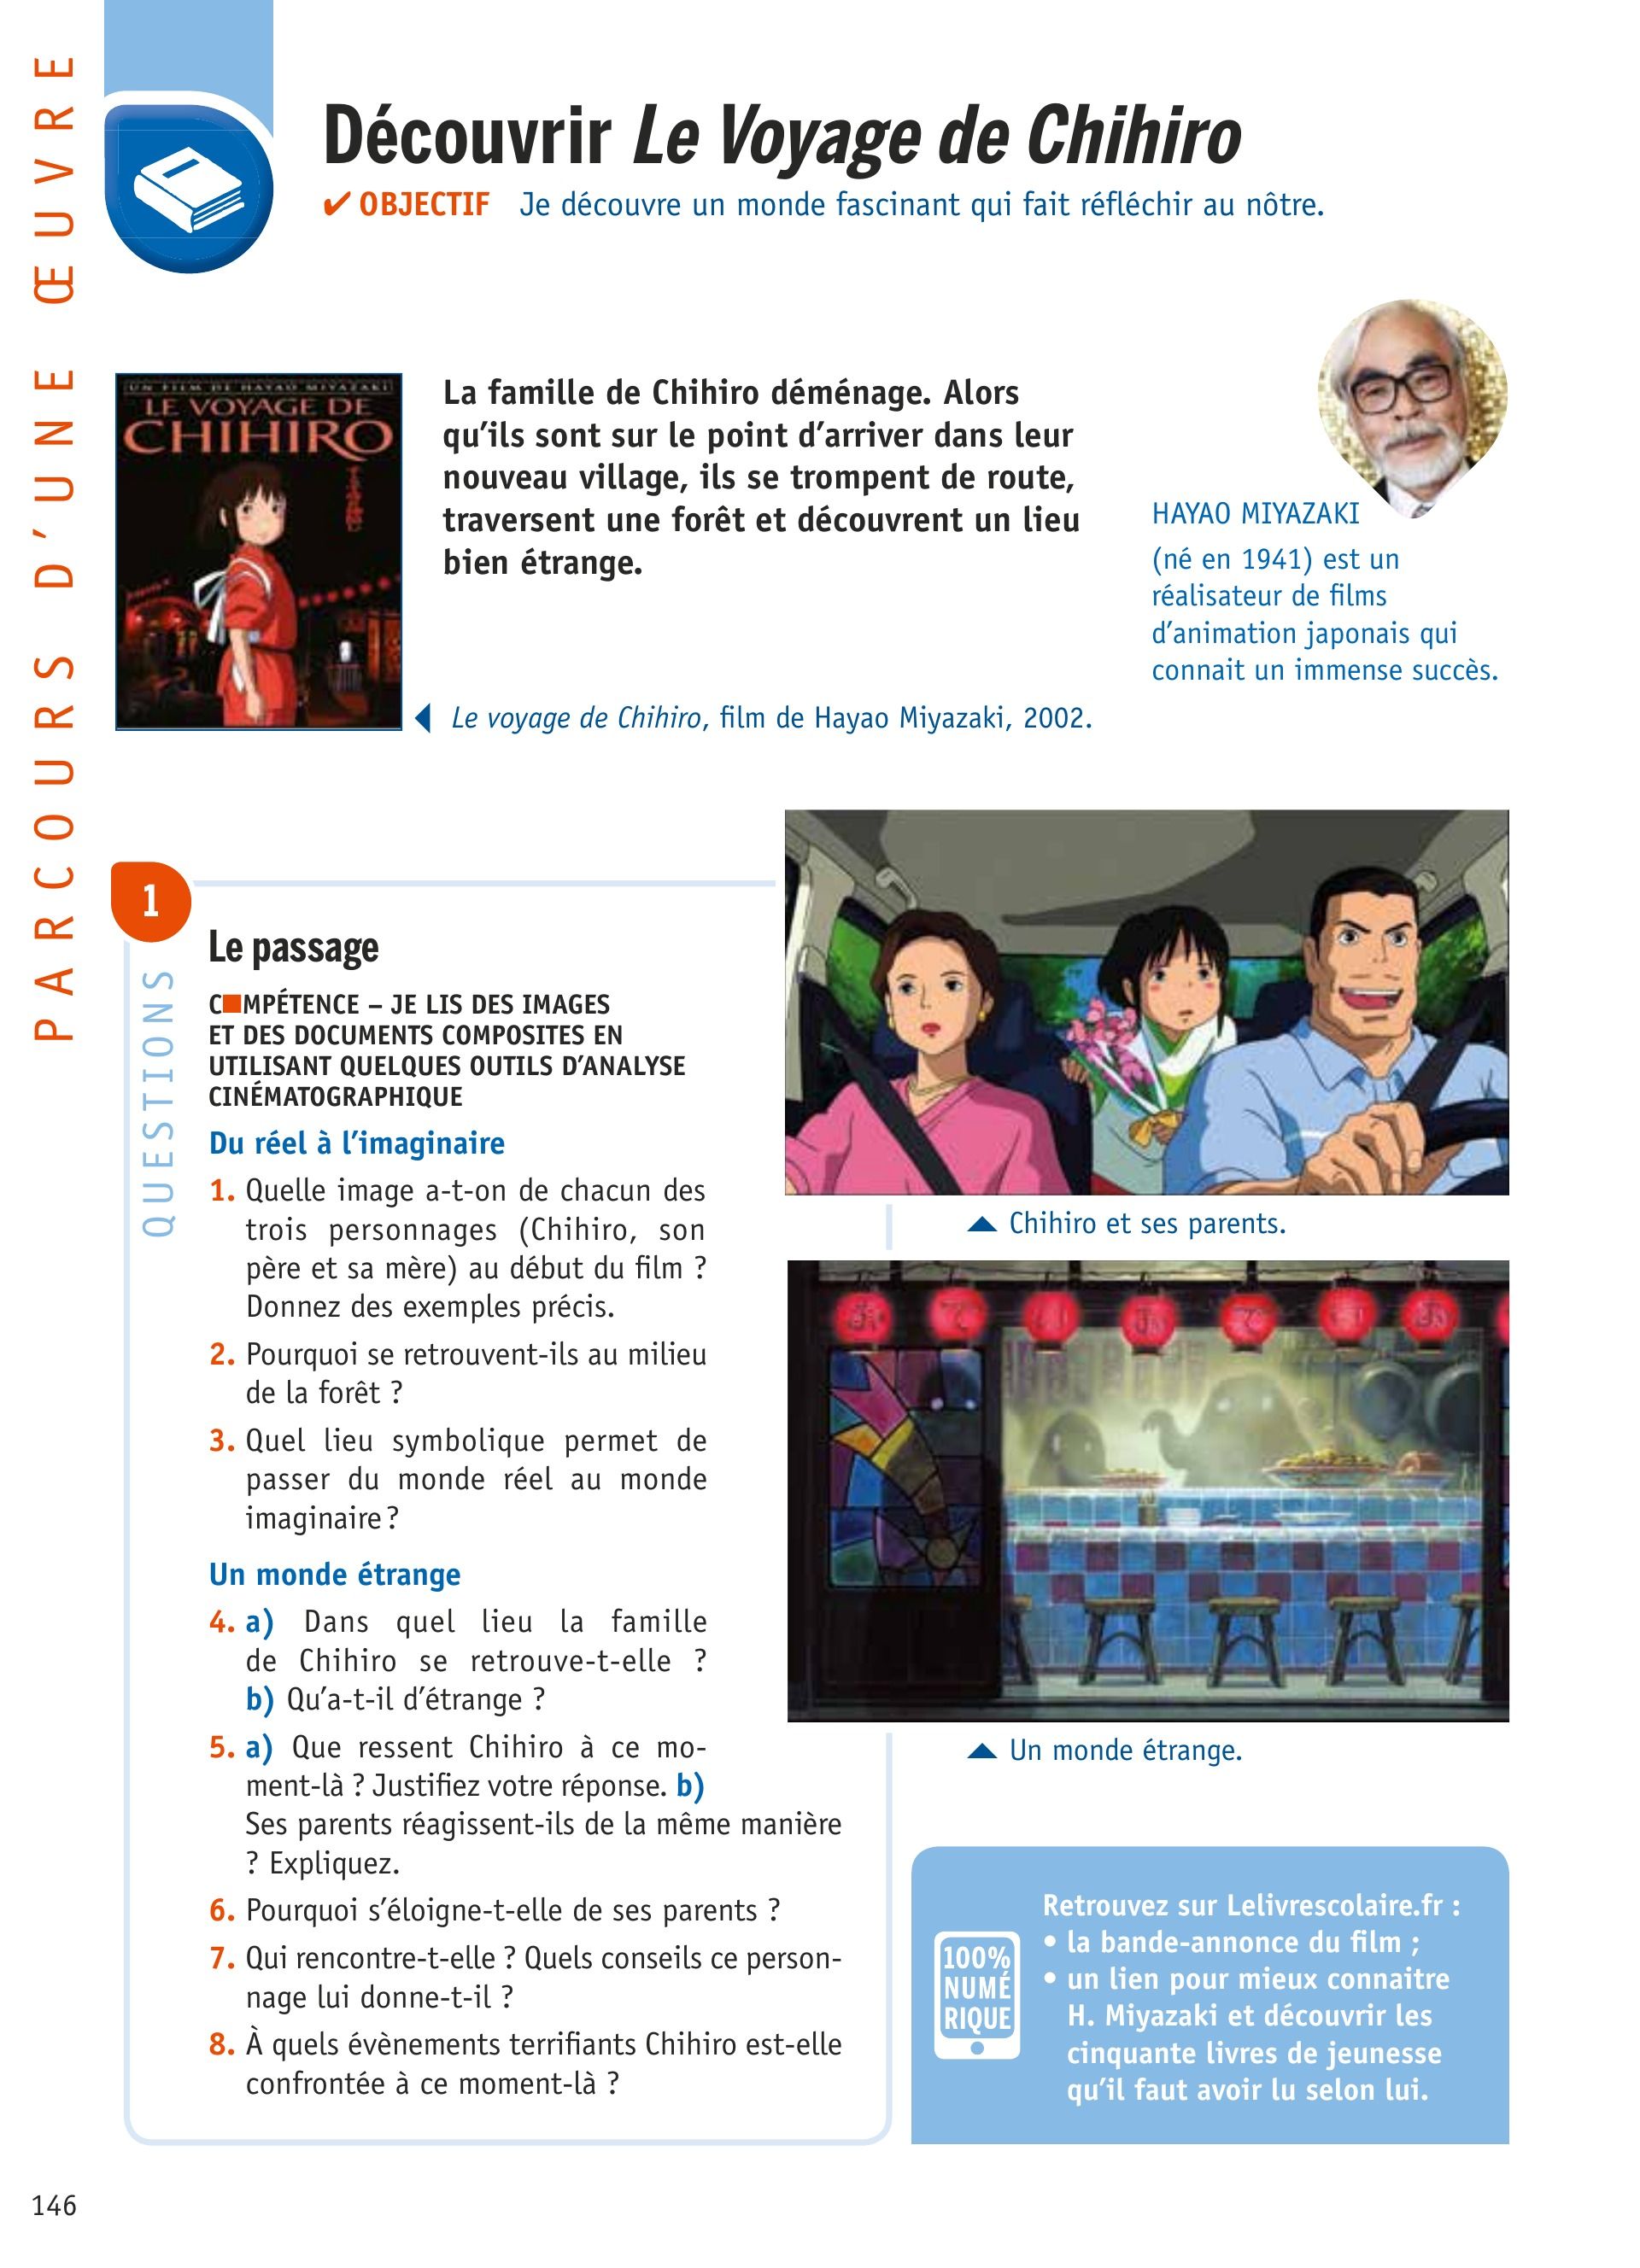 PARCOURS D'UNE ŒUVRE
Découvrir Le Voyage de Chihiro
✔ OBJECTIF Je découvre un monde fascinant qui fait réfléchir au nôtre.
UN FILM DE HAYAO MIYAZAKI
LE VOYAGE DE
CHIHIRO
La famille de Chihiro déménage. Alors
qu'ils sont sur le point d'arriver dans leur
nouveau village, ils se trompent de route,
traversent une forêt et découvrent un lieu
bien étrange.
HAYAO MIYAZAKI
(né en 1941) est un
réalisateur de films
d'animation japonais qui
connait un immense succès.
◀ Le voyage de Chihiro, film de Hayao Miyazaki, 2002.
1
QUESTIONS
Le passage
C■MPÉTENCE – JE LIS DES IMAGES
ET DES DOCUMENTS COMPOSITES EN
UTILISANT QUELQUES OUTILS D'ANALYSE
CINÉMATOGRAPHIQUE
Du réel à l'imaginaire
1. Quelle image a-t-on de chacun des
trois personnages (Chihiro, son
père et sa mère) au début du film ?
Donnez des exemples précis.
2. Pourquoi se retrouvent-ils au milieu
de la forêt ?
3. Quel lieu symbolique permet de
passer du monde réel au monde
imaginaire ?
Un monde étrange
4. a) Dans quel lieu la famille
de Chihiro se retrouve-t-elle ?
b) Qu'a-t-il d'étrange ?
5. a) Que ressent Chihiro à ce mo-
ment-là ? Justifiez votre réponse. b)
Ses parents réagissent-ils de la même manière
? Expliquez.
6. Pourquoi s'éloigne-t-elle de ses parents ?
7. Qui rencontre-t-elle ? Quels conseils ce person-
nage lui donne-t-il ?
8. À quels évènements terrifiants Chihiro est-elle
confrontée à ce moment-là ?
▲ Chihiro et ses parents.
▲ Un monde étrange.
100%
NUMÉ
RIQUE
Retrouvez sur Lelivrescolaire.fr :
• la bande-annonce du film ;
• un lien pour mieux connaitre
H. Miyazaki et découvrir les
cinquante livres de jeunesse
qu'il faut avoir lu selon lui.
146